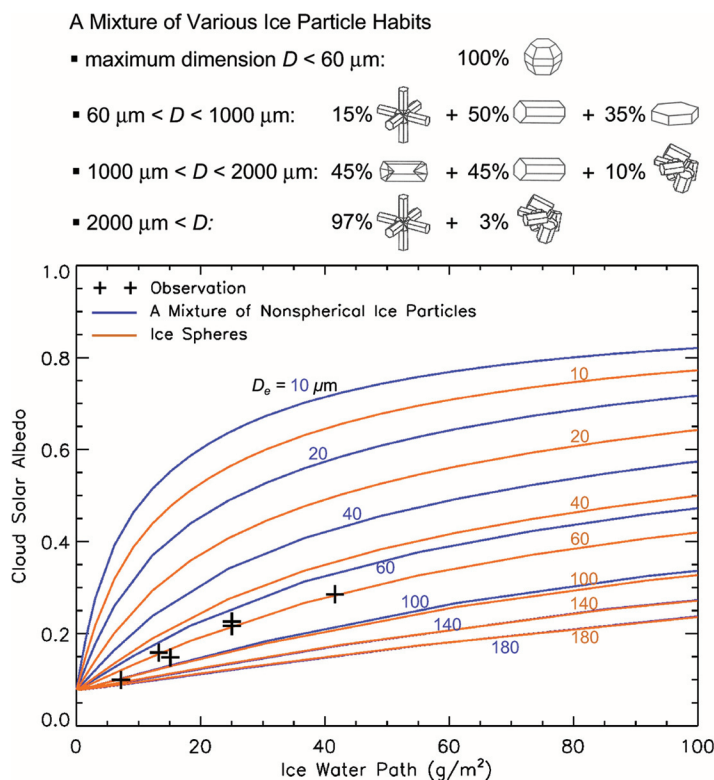 A Mixture of Various Ice Particle Habits
▪ maximum dimension D < 60 μm: 100%
▪ 60 μm < D < 1000 μm: 15% + 50% + 35%
▪ 1000 μm < D < 2000 μm: 45% + 45% + 10%
▪ 2000 μm < D: 97% + 3%
1.0
+ + Observation
A Mixture of Nonspherical Ice Particles
Ice Spheres
0.8
De = 10 μm
10
20
20
0.6
40
40
0.4
60
60
100
100
140
140
0.2
180
180
0.0
0 20 40 60 80 100
Cloud Solar Albedo
Ice Water Path (g/m²)